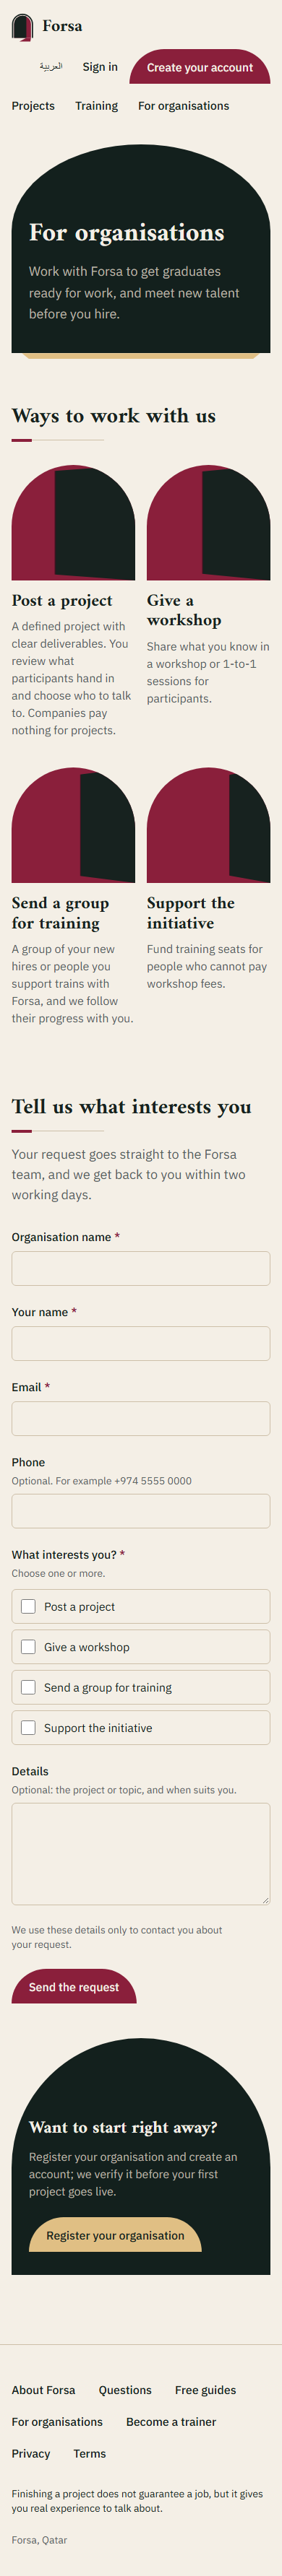 Forsa
العربية
Sign in
Create your account
Projects
Training
For organisations
For organisations
Work with Forsa to get graduates
ready for work, and meet new talent
before you hire.
Ways to work with us
Post a project
A defined project with
clear deliverables. You
review what
participants hand in
and choose who to talk
to. Companies pay
nothing for projects.
Give a
workshop
Share what you know in
a workshop or 1-to-1
sessions for
participants.
Send a group
for training
A group of your new
hires or people you
support trains with
Forsa, and we follow
their progress with you.
Support the
initiative
Fund training seats for
people who cannot pay
workshop fees.
Tell us what interests you
Your request goes straight to the Forsa
team, and we get back to you within two
working days.
Organisation name *
Your name *
Email *
Phone
Optional. For example +974 5555 0000
What interests you? *
Choose one or more.
Post a project
Give a workshop
Send a group for training
Support the initiative
Details
Optional: the project or topic, and when suits you.
We use these details only to contact you about
your request.
Send the request
Want to start right away?
Register your organisation and create an
account; we verify it before your first
project goes live.
Register your organisation
About Forsa
Questions
Free guides
For organisations
Become a trainer
Privacy
Terms
Finishing a project does not guarantee a job, but it gives
you real experience to talk about.
Forsa, Qatar